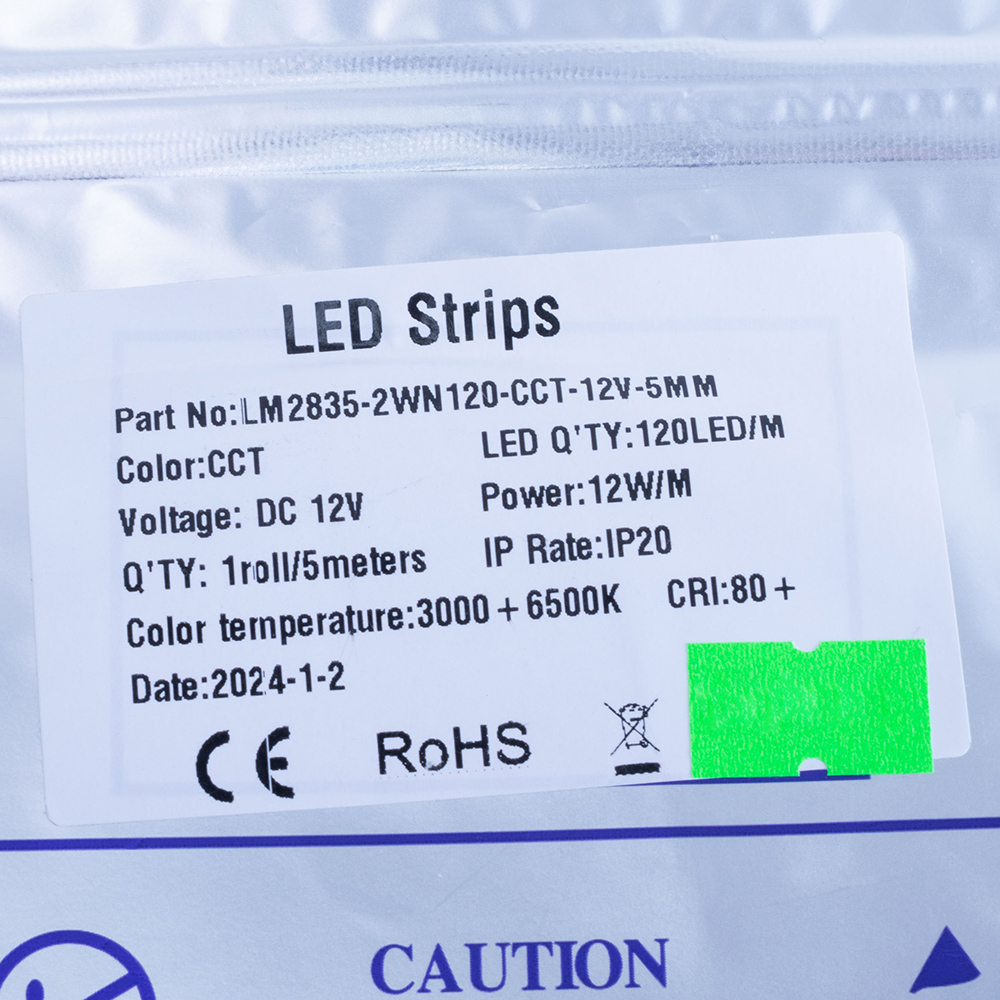 LED Strips
Part No:LM2835-2WN120-CCT-12V-5MM
Color:CCT
LED Q'TY:120LED/M
Voltage: DC 12V
Power:12W/M
Q'TY: 1roll/5meters
IP Rate:IP20
Color ternperature:3000+6500K
CRI:80+
Date:2024-1-2
CE
RoHS
CAUTION